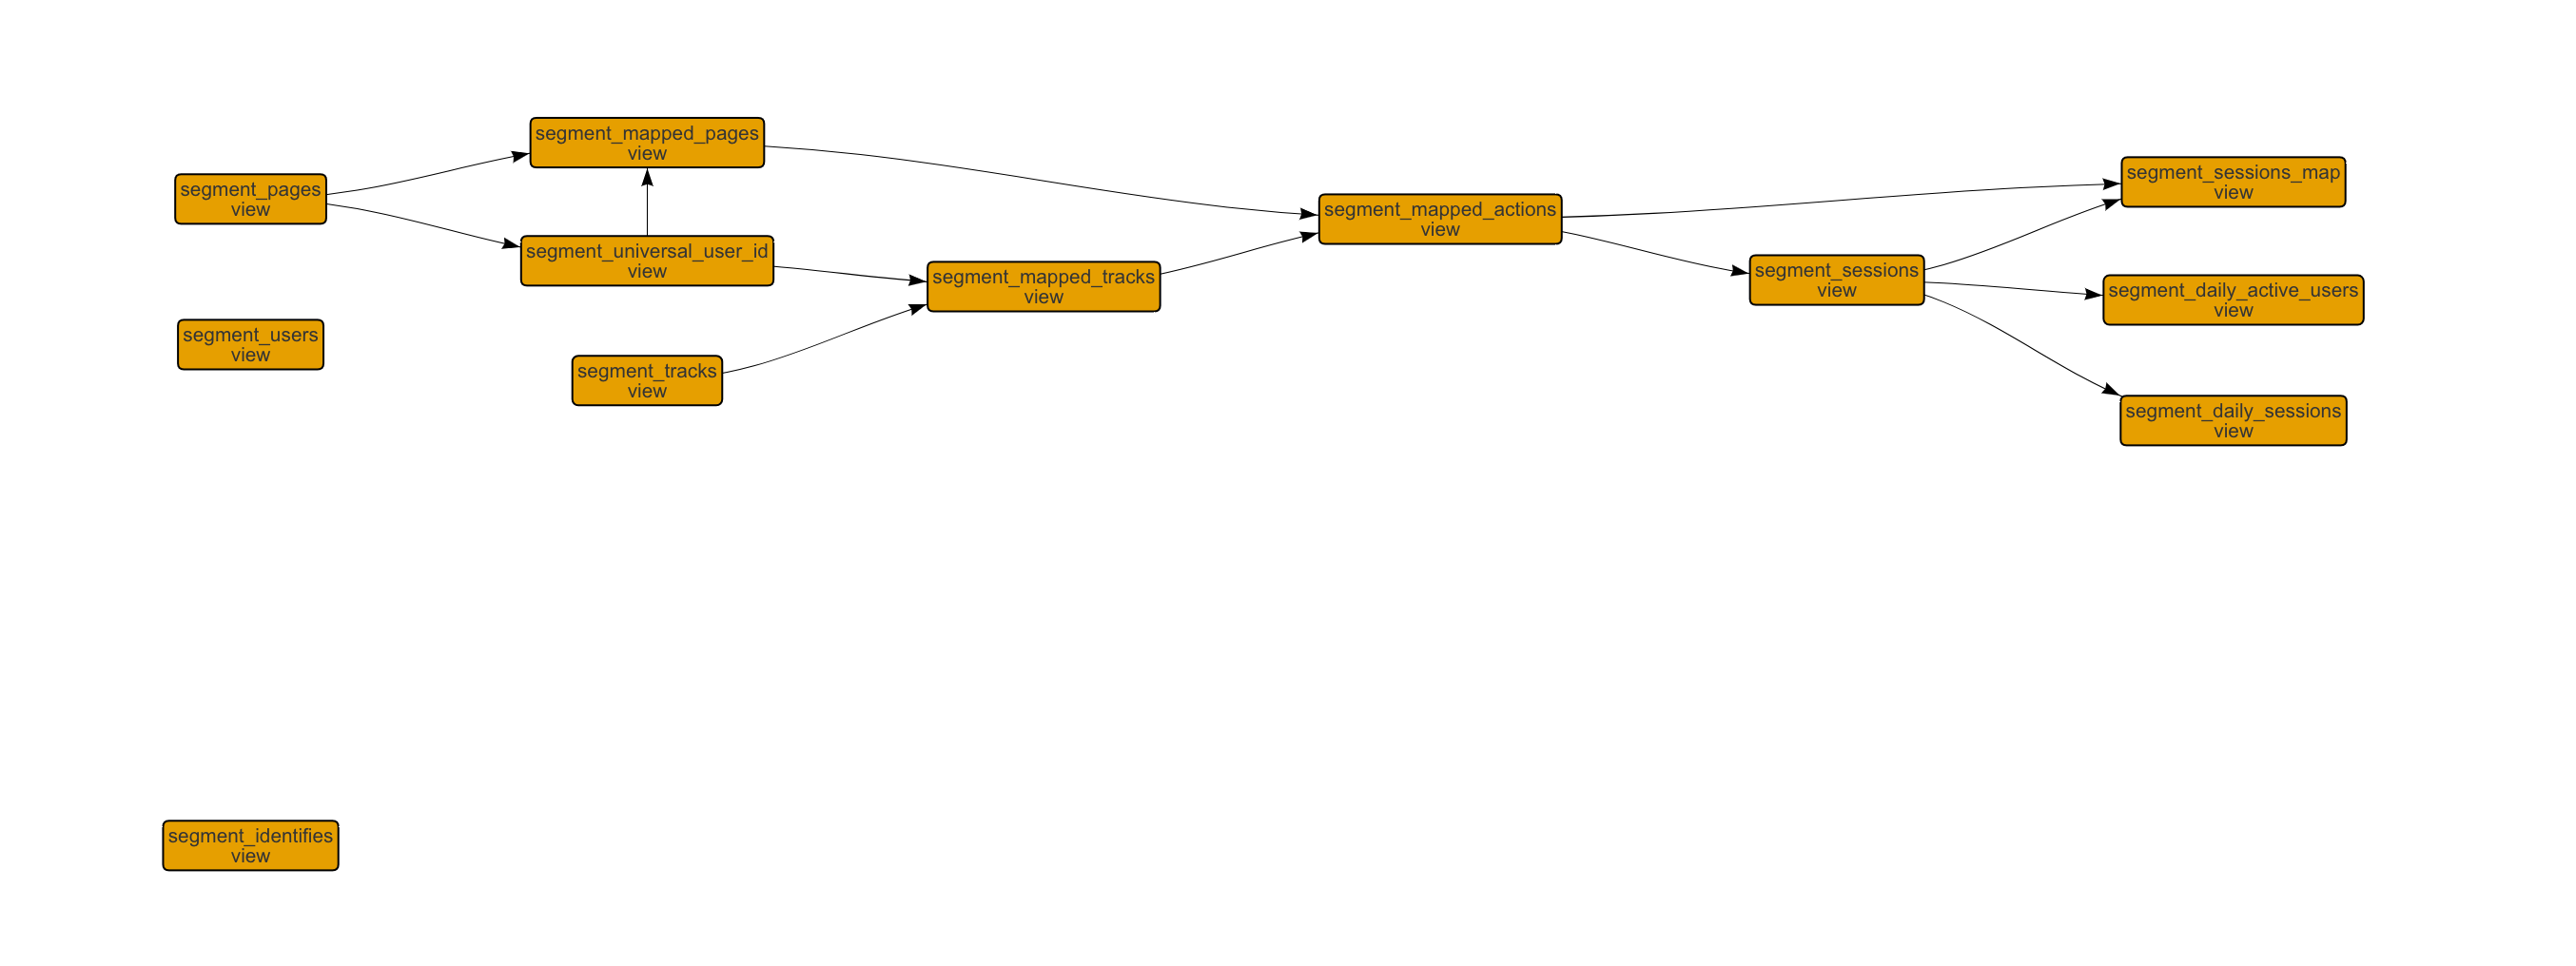 segment_mapped_pages
view
segment_pages
view
segment_universal_user_id
view
segment_mapped_tracks
view
segment_users
view
segment_tracks
view
segment_mapped_actions
view
segment_sessions_map
view
segment_sessions
view
segment_daily_active_users
view
segment_daily_sessions
view
segment_identifies
view